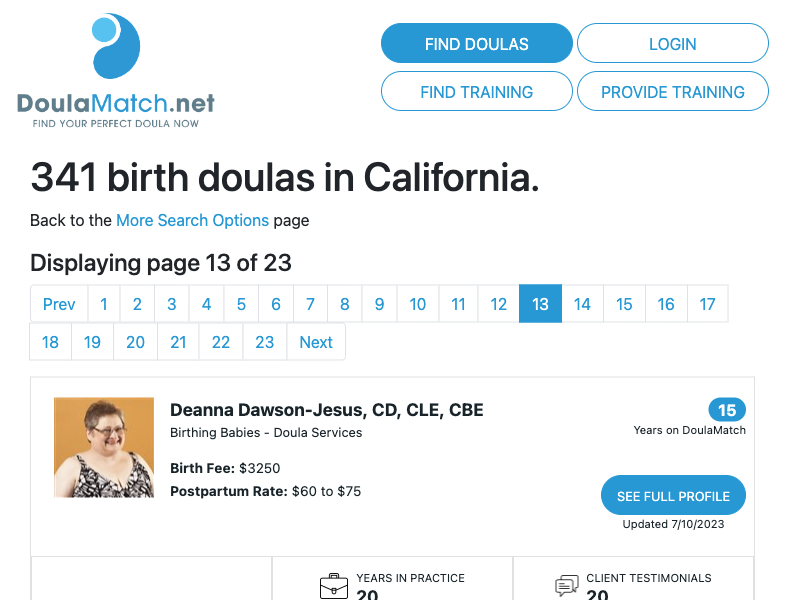 DoulaMatch.net
FIND YOUR PERFECT DOULA NOW
FIND DOULAS
LOGIN
FIND TRAINING
PROVIDE TRAINING
341 birth doulas in California.
Back to the More Search Options page
Displaying page 13 of 23
Prev 1 2 3 4 5 6 7 8 9 10 11 12 13 14 15 16 17
18 19 20 21 22 23 Next
Deanna Dawson-Jesus, CD, CLE, CBE
Birthing Babies - Doula Services
Birth Fee: $3250
Postpartum Rate: $60 to $75
15
Years on DoulaMatch
SEE FULL PROFILE
Updated 7/10/2023
YEARS IN PRACTICE
20
CLIENT TESTIMONIALS
20